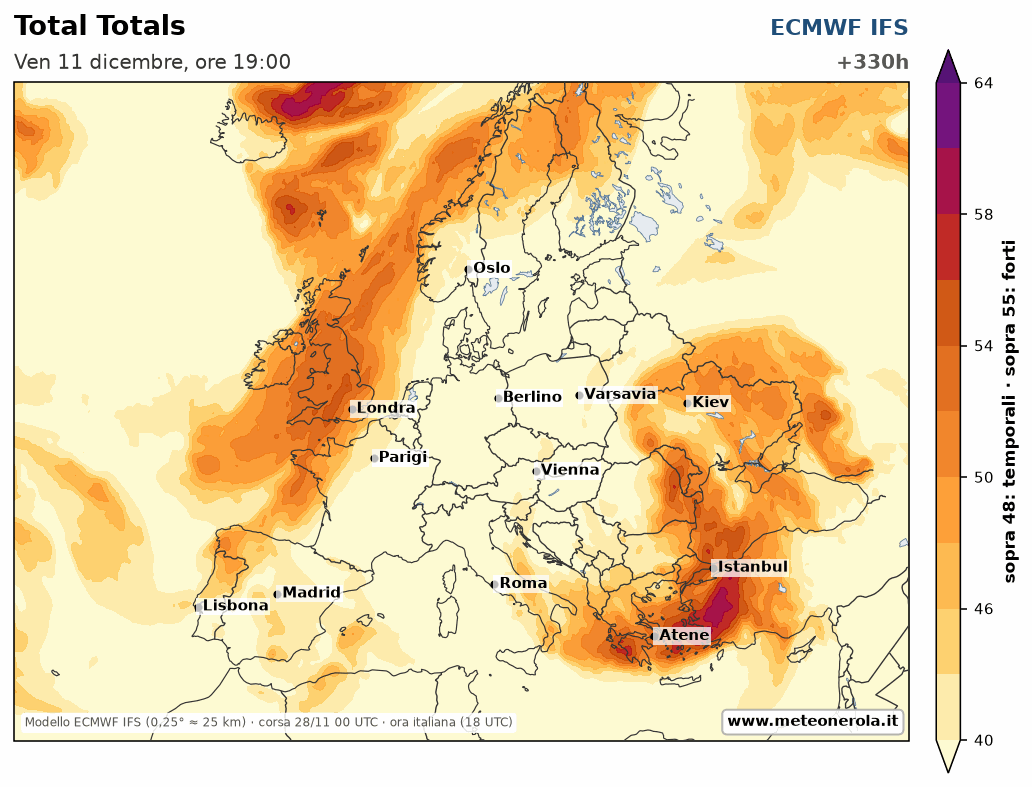 Total Totals
ECMWF IFS
Ven 11 dicembre, ore 19:00
+330h
64
58
54
50
46
40
sopra 48: temporali · sopra 55: forti
Oslo
Berlino
Varsavia
Kiev
Londra
Parigi
Vienna
Istanbul
Roma
Madrid
Lisbona
Atene
Modello ECMWF IFS (0,25° ≈ 25 km) · corsa 28/11 00 UTC · ora italiana (18 UTC)
www.meteonerola.it